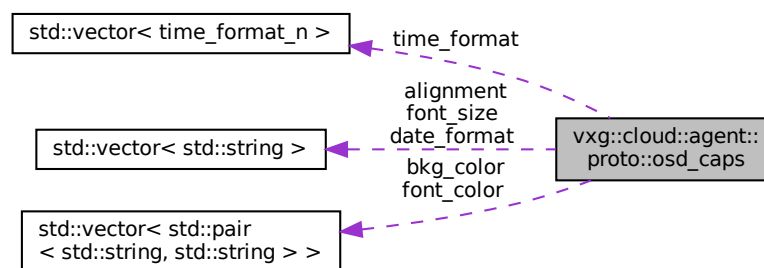 std::vector< time_format_n >
time_format
alignment
font_size
date_format
std::vector< std::string >
vxg::cloud::agent::
proto::osd_caps
bkg_color
font_color
std::vector< std::pair
< std::string, std::string > >